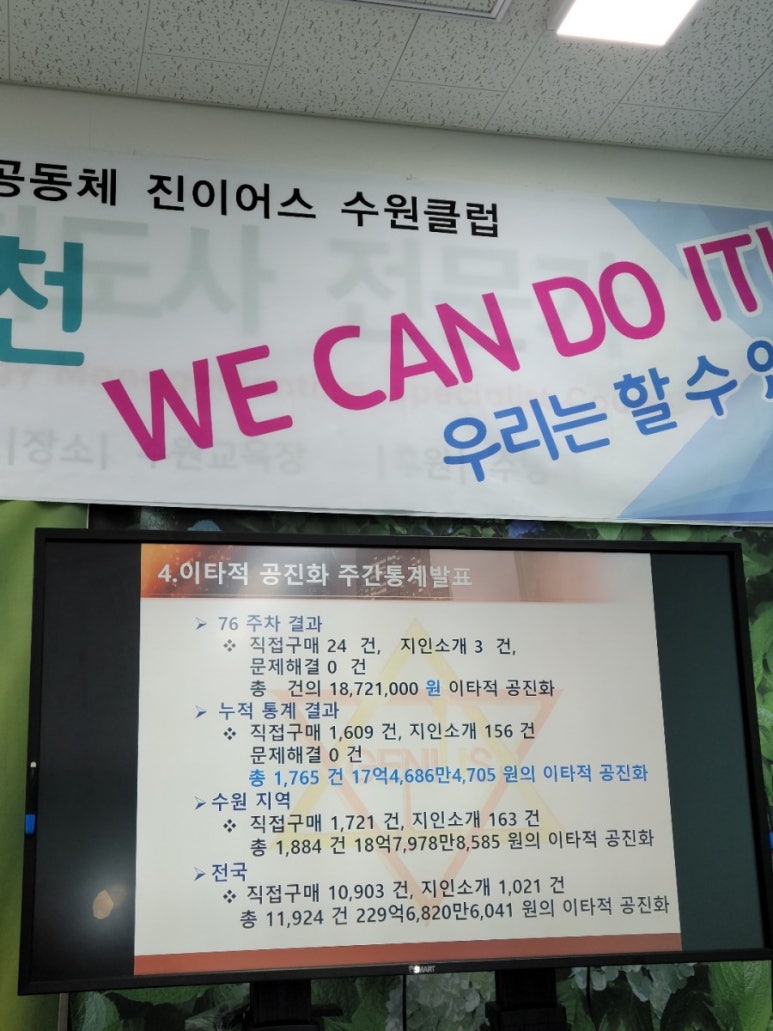 공동체 진이어스 수원클럽
천
WE CAN DO IT!
우리는 할 수
|장소| 수원교육장
4.이타적 공진화 주간통계발표
➢ 76 주차 결과
❖ 직접구매 24 건, 지인소개 3 건,
문제해결 0 건
총 건의 18,721,000 원 이타적 공진화
➢ 누적 통계 결과
❖ 직접구매 1,609 건, 지인소개 156 건
문제해결 0 건
총 1,765 건 17억4,686만4,705 원의 이타적 공진화
➢수원 지역
❖ 직접구매 1,721 건, 지인소개 163 건
총 1,884 건 18억7,978만8,585 원의 이타적 공진화
➢전국
❖ 직접구매 10,903 건, 지인소개 1,021 건
총 11,924 건 229억6,820만6,041 원의 이타적 공진화
GENIUS
SMART